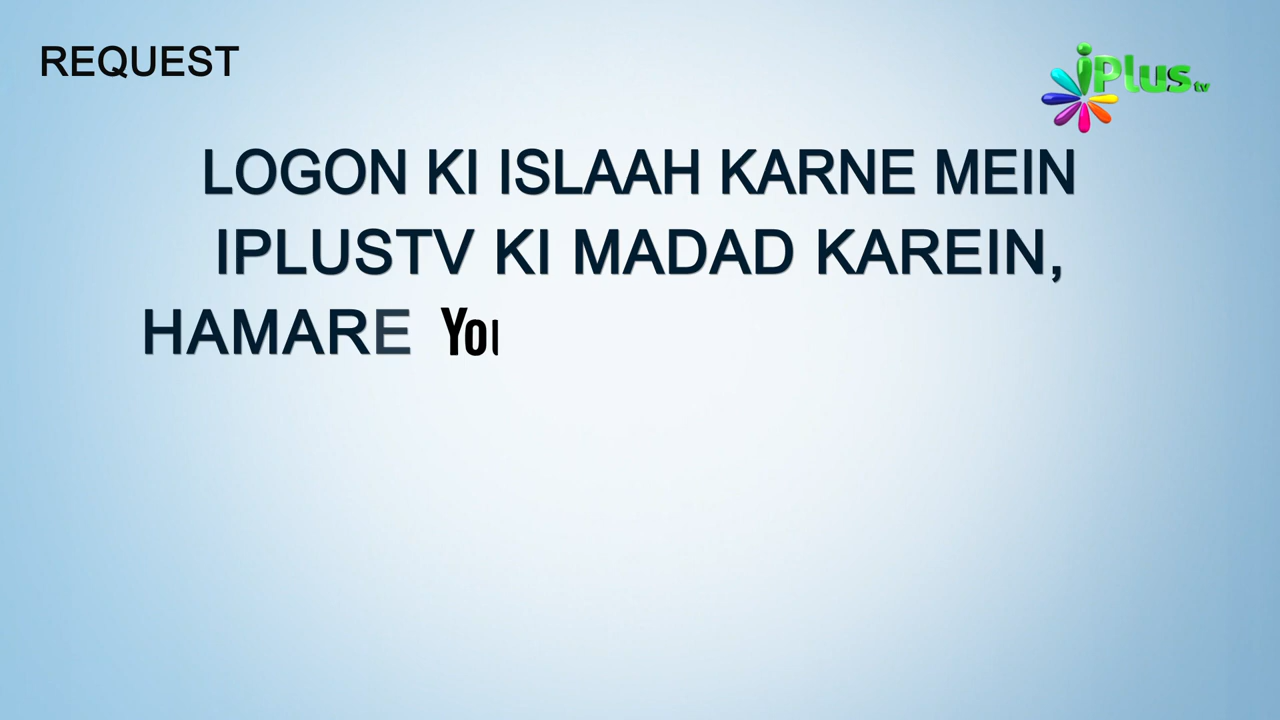 REQUEST
iPlus tv
LOGON KI ISLAAH KARNE MEIN
IPLUSTV KI MADAD KAREIN,
HAMARE